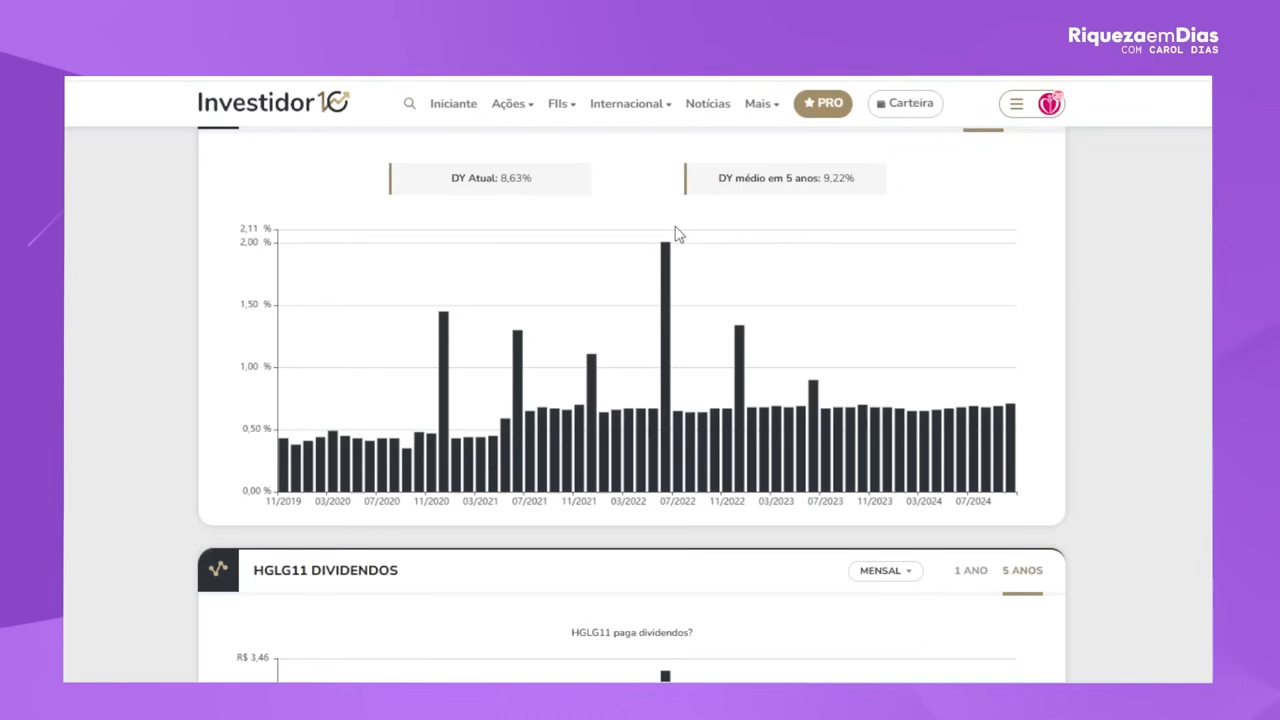 RiquezaemDias
COM CAROL DIAS
Investidor10
Iniciante Ações FIIs Internacional Notícias Mais PRO Carteira
DY Atual: 8,63% DY médio em 5 anos: 9,22%
2,11 %
2,00 %
1,50 %
1,00 %
0,50 %
0,00 %
11/2019 03/2020 07/2020 11/2020 03/2021 07/2021 11/2021 03/2022 07/2022 11/2022 03/2023 07/2023 11/2023 03/2024 07/2024
HGLG11 DIVIDENDOS MENSAL 1 ANO 5 ANOS
HGLG11 paga dividendos?
R$ 3,46